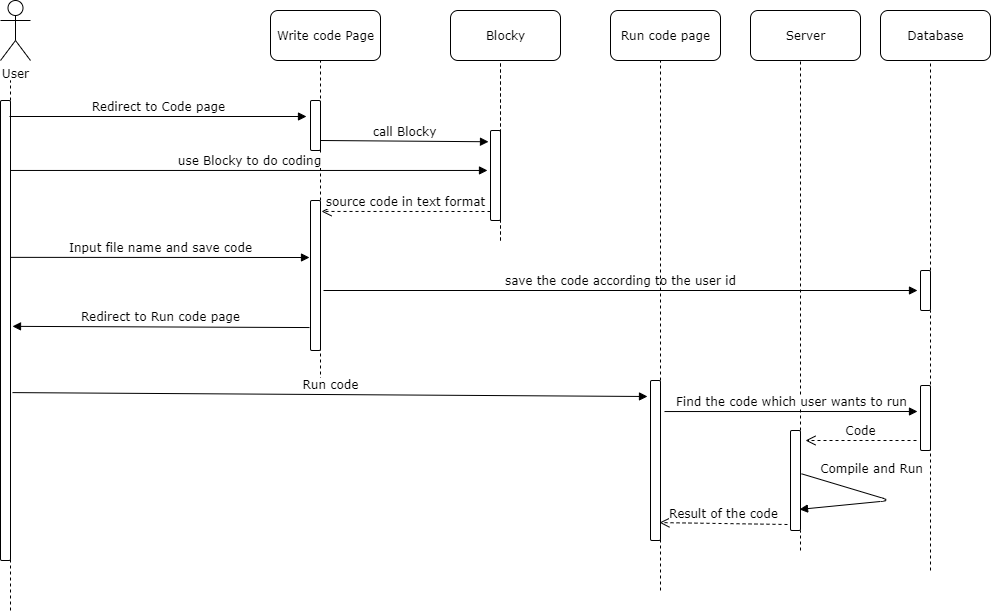 User
Write code Page
Blocky
Run code page
Server
Database
Redirect to Code page
call Blocky
use Blocky to do coding
source code in text format
Input file name and save code
save the code according to the user id
Redirect to Run code page
Run code
Find the code which user wants to run
Code
Compile and Run
Result of the code